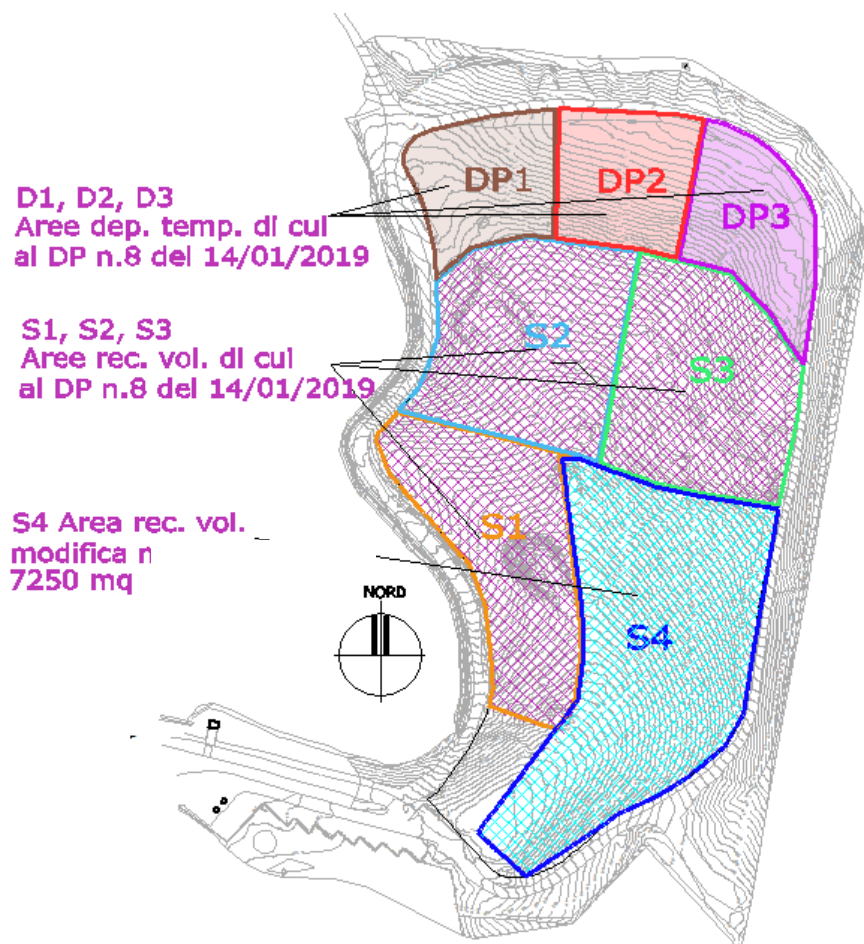 DP1
DP2
DP3
D1, D2, D3
Aree dep. temp. di cui
al DP n.8 del 14/01/2019
S1, S2, S3
Aree rec. vol. di cui
al DP n.8 del 14/01/2019
S2
S3
S1
S4 Area rec. vol.
modifica n
7250 mq
NORD
S4